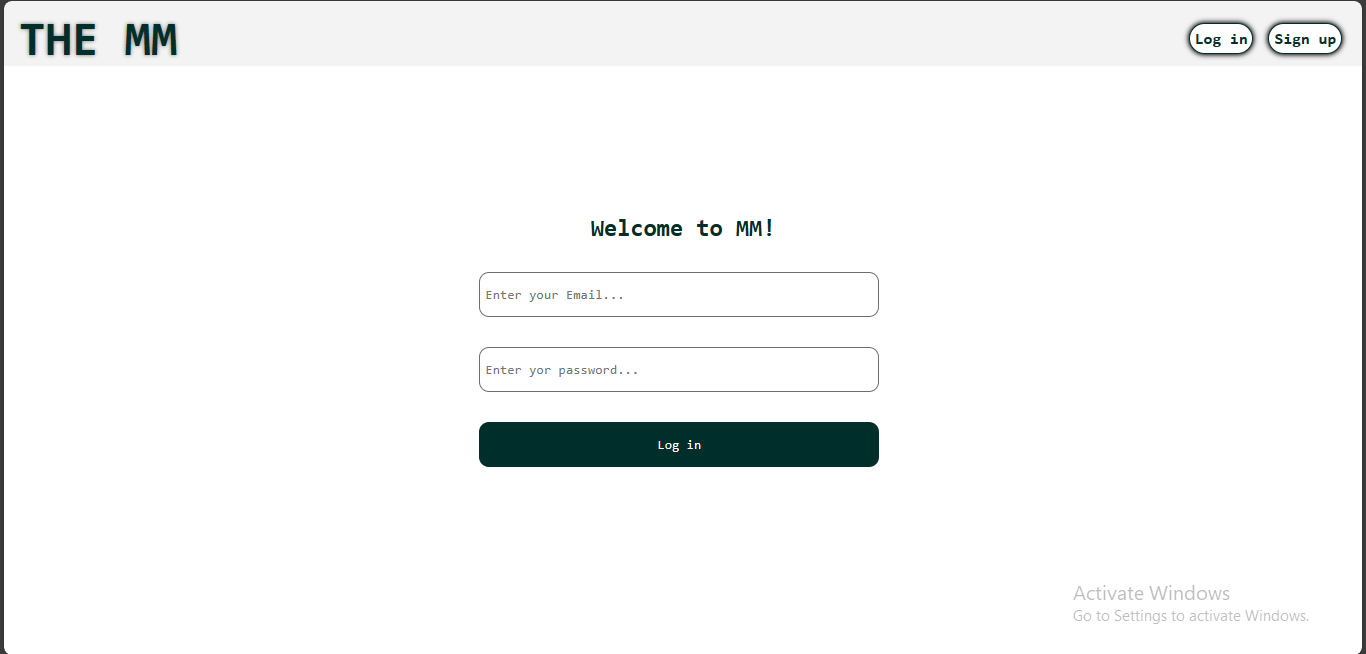 THE MM
Log in
Sign up
Welcome to MM!
Enter your Email...
Enter yor password...
Log in
Activate Windows
Go to Settings to activate Windows.